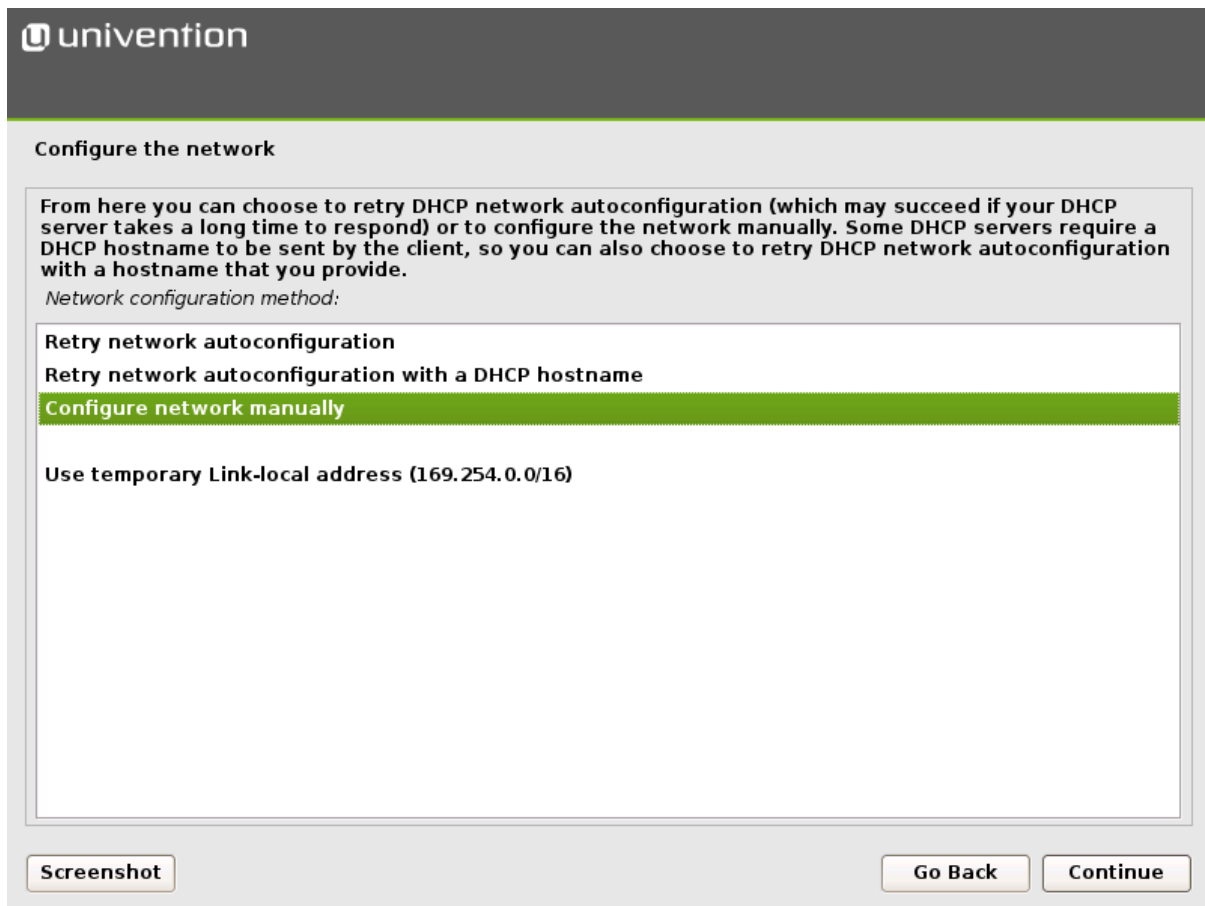 univention
Configure the network
From here you can choose to retry DHCP network autoconfiguration (which may succeed if your DHCP
server takes a long time to respond) or to configure the network manually. Some DHCP servers require a
DHCP hostname to be sent by the client, so you can also choose to retry DHCP network autoconfiguration
with a hostname that you provide.
Network configuration method:
Retry network autoconfiguration
Retry network autoconfiguration with a DHCP hostname
Configure network manually
Use temporary Link-local address (169.254.0.0/16)
Screenshot
Go Back
Continue